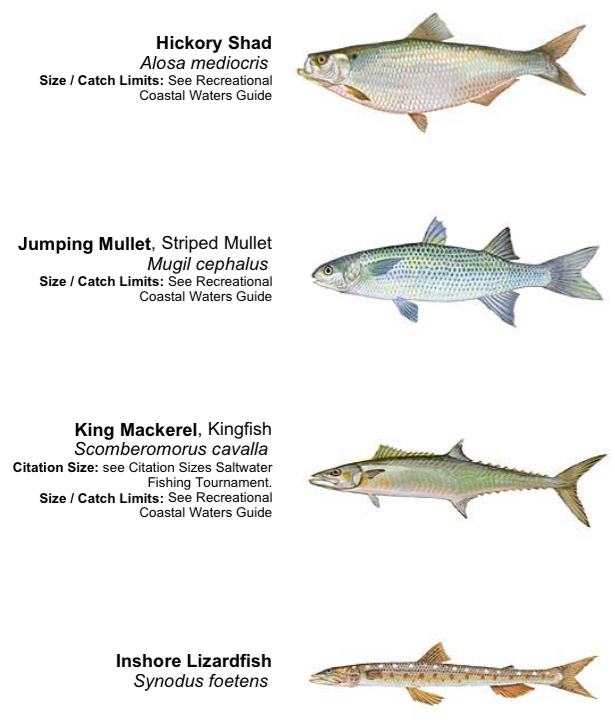 Hickory Shad
Alosa mediocris
Size / Catch Limits: See Recreational
Coastal Waters Guide
Jumping Mullet, Striped Mullet
Mugil cephalus
Size / Catch Limits: See Recreational
Coastal Waters Guide
King Mackerel, Kingfish
Scomberomorus cavalla
Citation Size: see Citation Sizes Saltwater
Fishing Tournament.
Size / Catch Limits: See Recreational
Coastal Waters Guide
Inshore Lizardfish
Synodus foetens